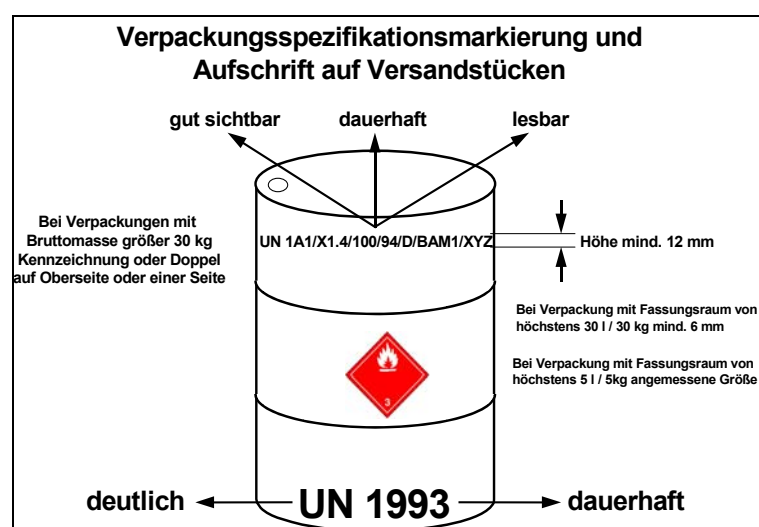 Verpackungsspezifikationsmarkierung und
Aufschrift auf Versandstücken
gut sichtbar
dauerhaft
lesbar
Bei Verpackungen mit
Bruttomasse größer 30 kg
Kennzeichnung oder Doppel
auf Oberseite oder einer Seite
UN 1A1/X1.4/100/94/D/BAM1/XYZ
Höhe mind. 12 mm
Bei Verpackung mit Fassungsraum von
höchstens 30 l / 30 kg mind. 6 mm
Bei Verpackung mit Fassungsraum von
höchstens 5 l / 5kg angemessene Größe
3
deutlich
UN 1993
dauerhaft